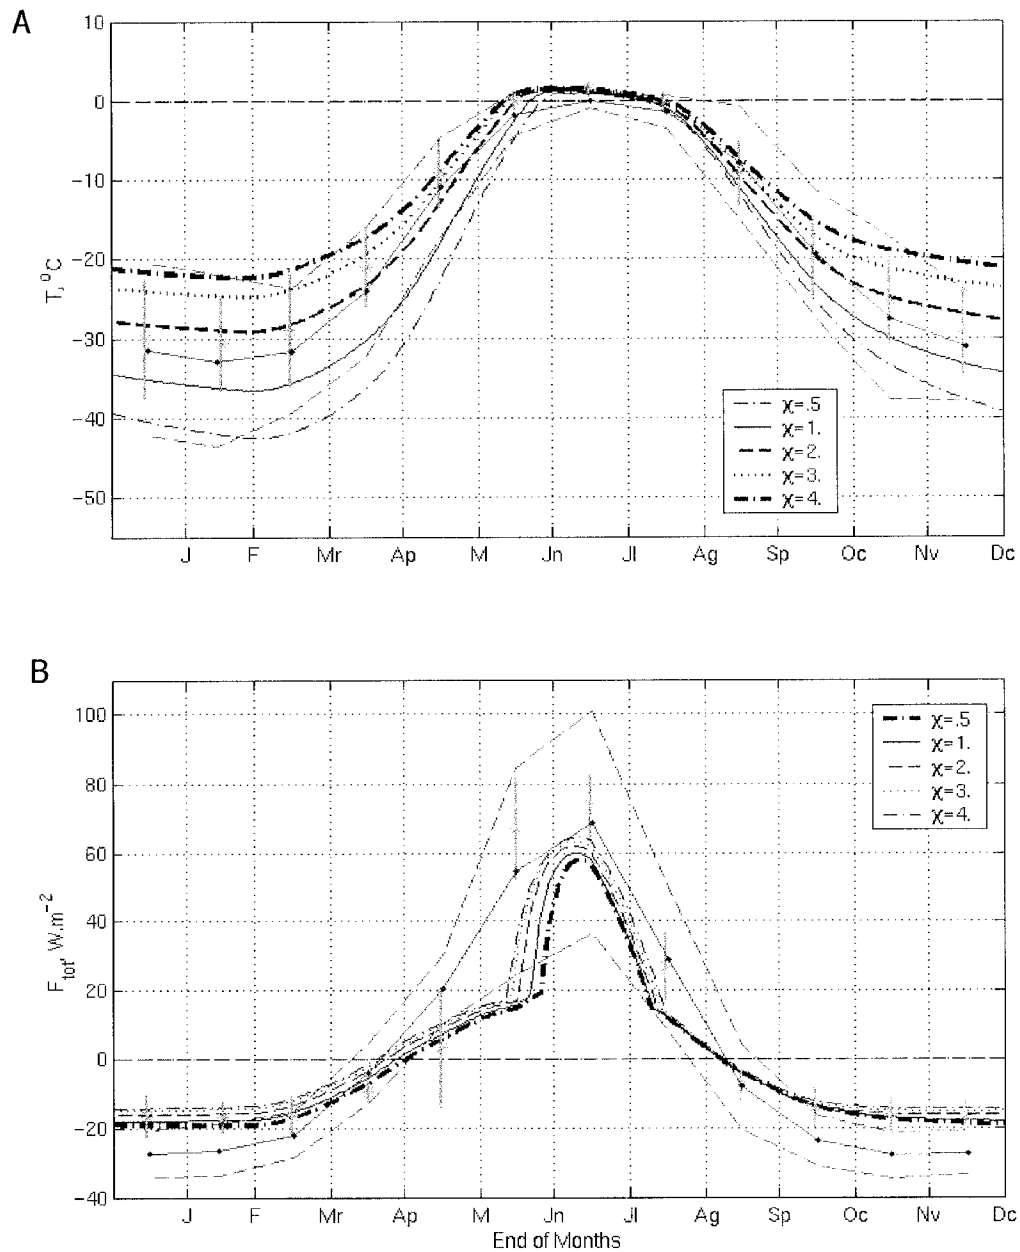 A
10
0
-10
-20
-30
-40
-50
T, °C
χ=.5
χ=1.
χ=2.
χ=3.
χ=4.
J F Mr Ap M Jn Jl Ag Sp Oc Nv Dc
B
100
80
60
40
20
0
-20
-40
Ftot, W.m-2
χ=.5
χ=1.
χ=2.
χ=3.
χ=4.
J F Mr Ap M Jn Jl Ag Sp Oc Nv Dc
End of Months